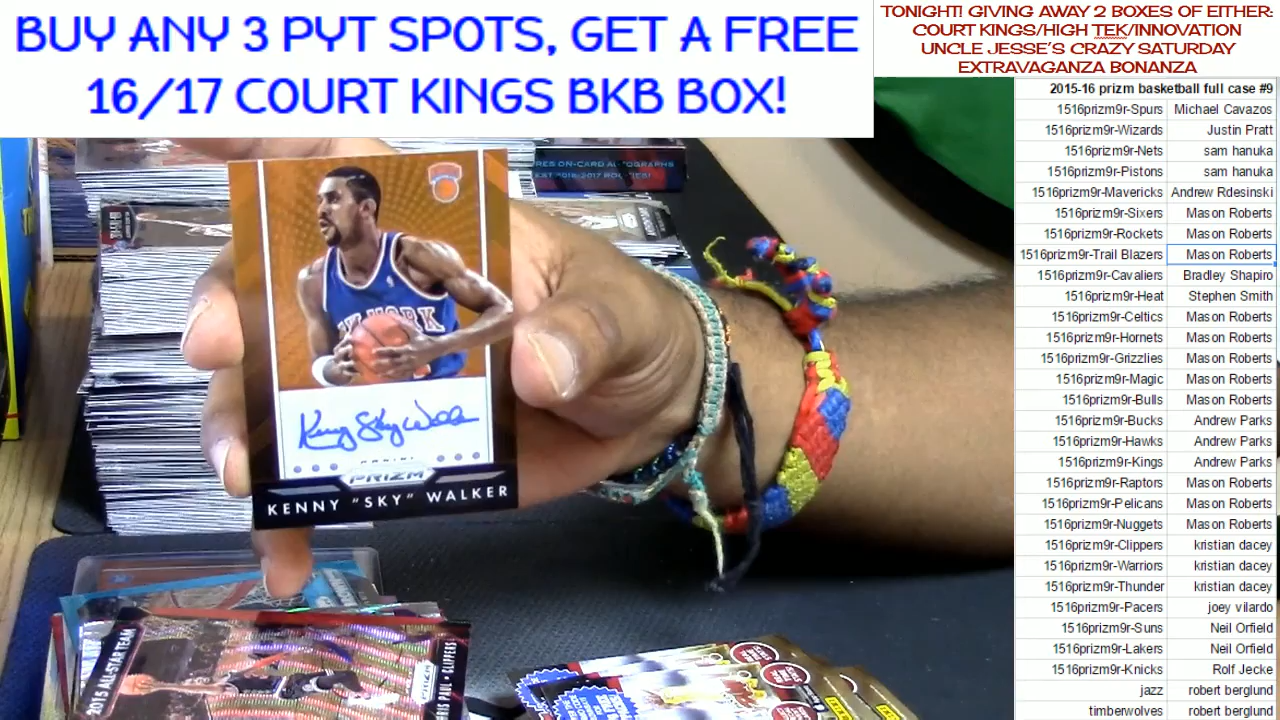 BUY ANY 3 PYT SPOTS, GET A FREE
16/17 COURT KINGS BKB BOX!
TONIGHT! GIVING AWAY 2 BOXES OF EITHER:
COURT KINGS/HIGH TEK/INNOVATION
UNCLE JESSE'S CRAZY SATURDAY
EXTRAVAGANZA BONANZA
2015-16 prizm basketball full case #9
1516prizm9r-Spurs Michael Cavazos
1516prizm9r-Wizards Justin Pratt
1516prizm9r-Nets sam hanuka
1516prizm9r-Pistons sam hanuka
1516prizm9r-Mavericks Andrew Rdesinski
1516prizm9r-Sixers Mason Roberts
1516prizm9r-Rockets Mason Roberts
1516prizm9r-Trail Blazers Mason Roberts
1516prizm9r-Cavaliers Bradley Shapiro
1516prizm9r-Heat Stephen Smith
1516prizm9r-Celtics Mason Roberts
1516prizm9r-Hornets Mason Roberts
1516prizm9r-Grizzlies Mason Roberts
1516prizm9r-Magic Mason Roberts
1516prizm9r-Bulls Mason Roberts
1516prizm9r-Bucks Andrew Parks
1516prizm9r-Hawks Andrew Parks
1516prizm9r-Kings Andrew Parks
1516prizm9r-Raptors Mason Roberts
1516prizm9r-Pelicans Mason Roberts
1516prizm9r-Nuggets Mason Roberts
1516prizm9r-Clippers kristian dacey
1516prizm9r-Warriors kristian dacey
1516prizm9r-Thunder kristian dacey
1516prizm9r-Pacers joey vilardo
1516prizm9r-Suns Neil Orfield
1516prizm9r-Lakers Neil Orfield
1516prizm9r-Knicks Rolf Jecke
jazz robert berglund
timberwolves robert berglund
Kenny Sky Walker
PANINI
PRIZM
KENNY "SKY" WALKER
2015 ALL-STAR TEAM
PRIZM
CHRIS PAUL • CLIPPERS